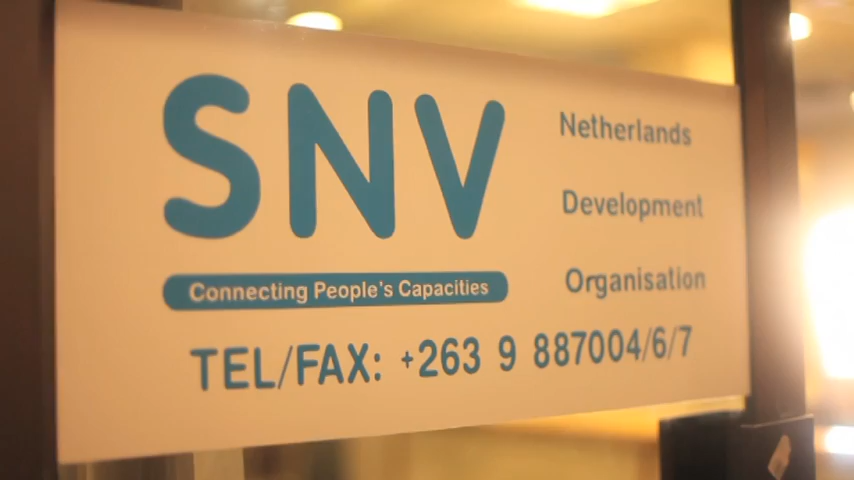 SNV
Connecting People's Capacities
Netherlands
Development
Organisation
TEL/FAX: +263 9 887004/6/7